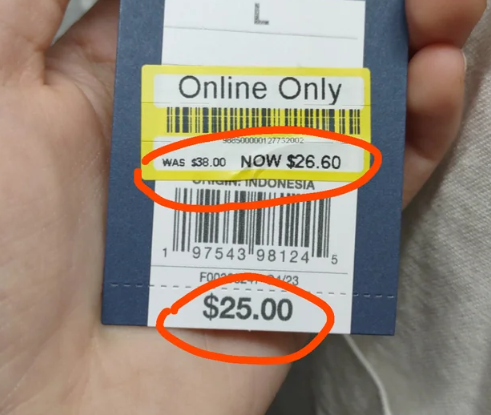 L
Online Only
WAS $38.00 NOW $26.60
ORIGIN: INDONESIA
1 97543 98124 5
$25.00